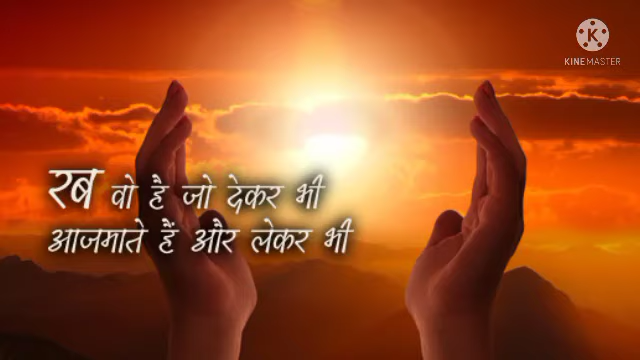 KINEMASTER
रब वो है जो देकर भी
आजमाते हैं और लेकर भी